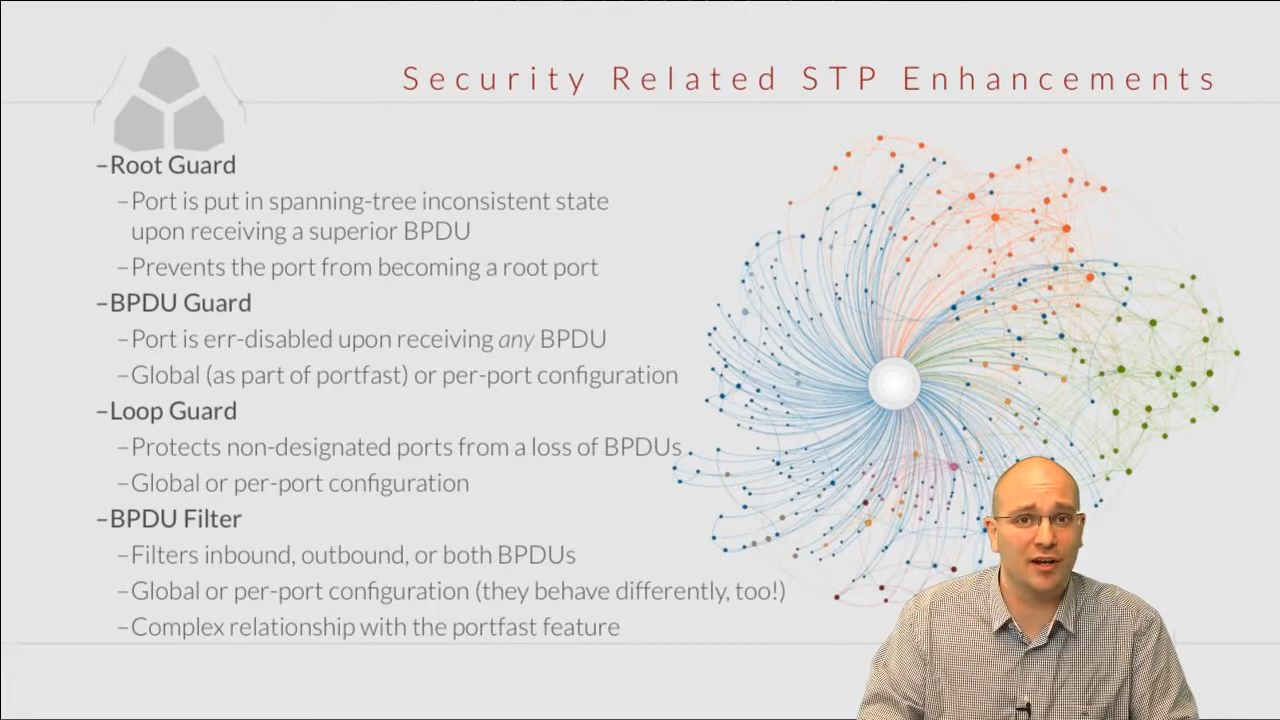 Security Related STP Enhancements
–Root Guard
–Port is put in spanning-tree inconsistent state
upon receiving a superior BPDU
–Prevents the port from becoming a root port
–BPDU Guard
–Port is err-disabled upon receiving any BPDU
–Global (as part of portfast) or per-port configuration
–Loop Guard
–Protects non-designated ports from a loss of BPDUs
–Global or per-port configuration
–BPDU Filter
–Filters inbound, outbound, or both BPDUs
–Global or per-port configuration (they behave differently, too!)
–Complex relationship with the portfast feature